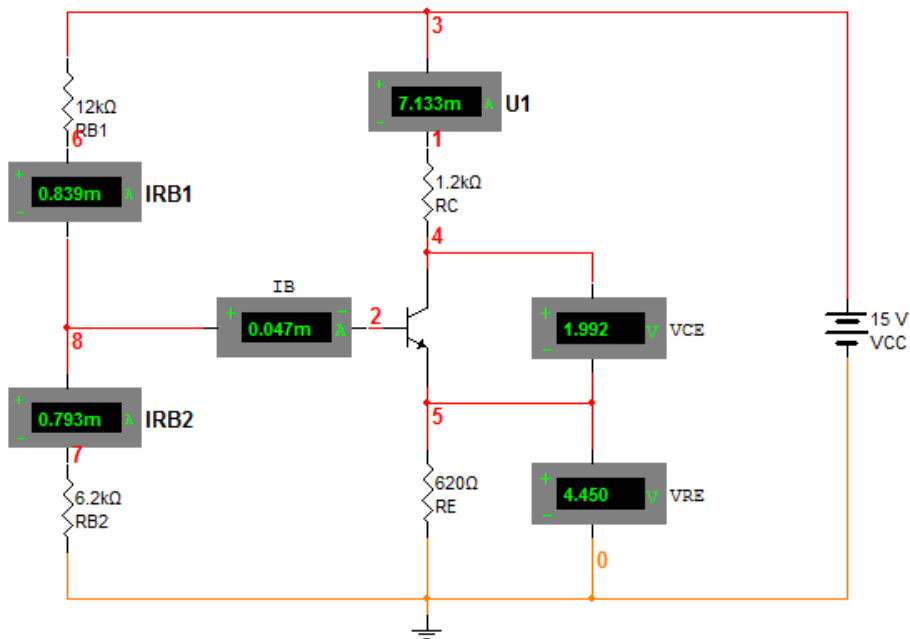 3
12kΩ
RB1
6
+
-
0.839m
A
IRB1
+
-
7.133m
A
U1
1
1.2kΩ
RC
4
IB
+
-
0.047m
A
2
8
+
-
1.992
V
VCE
15 V
VCC
+
-
0.793m
A
IRB2
7
6.2kΩ
RB2
5
620Ω
RE
+
-
4.450
V
VRE
0